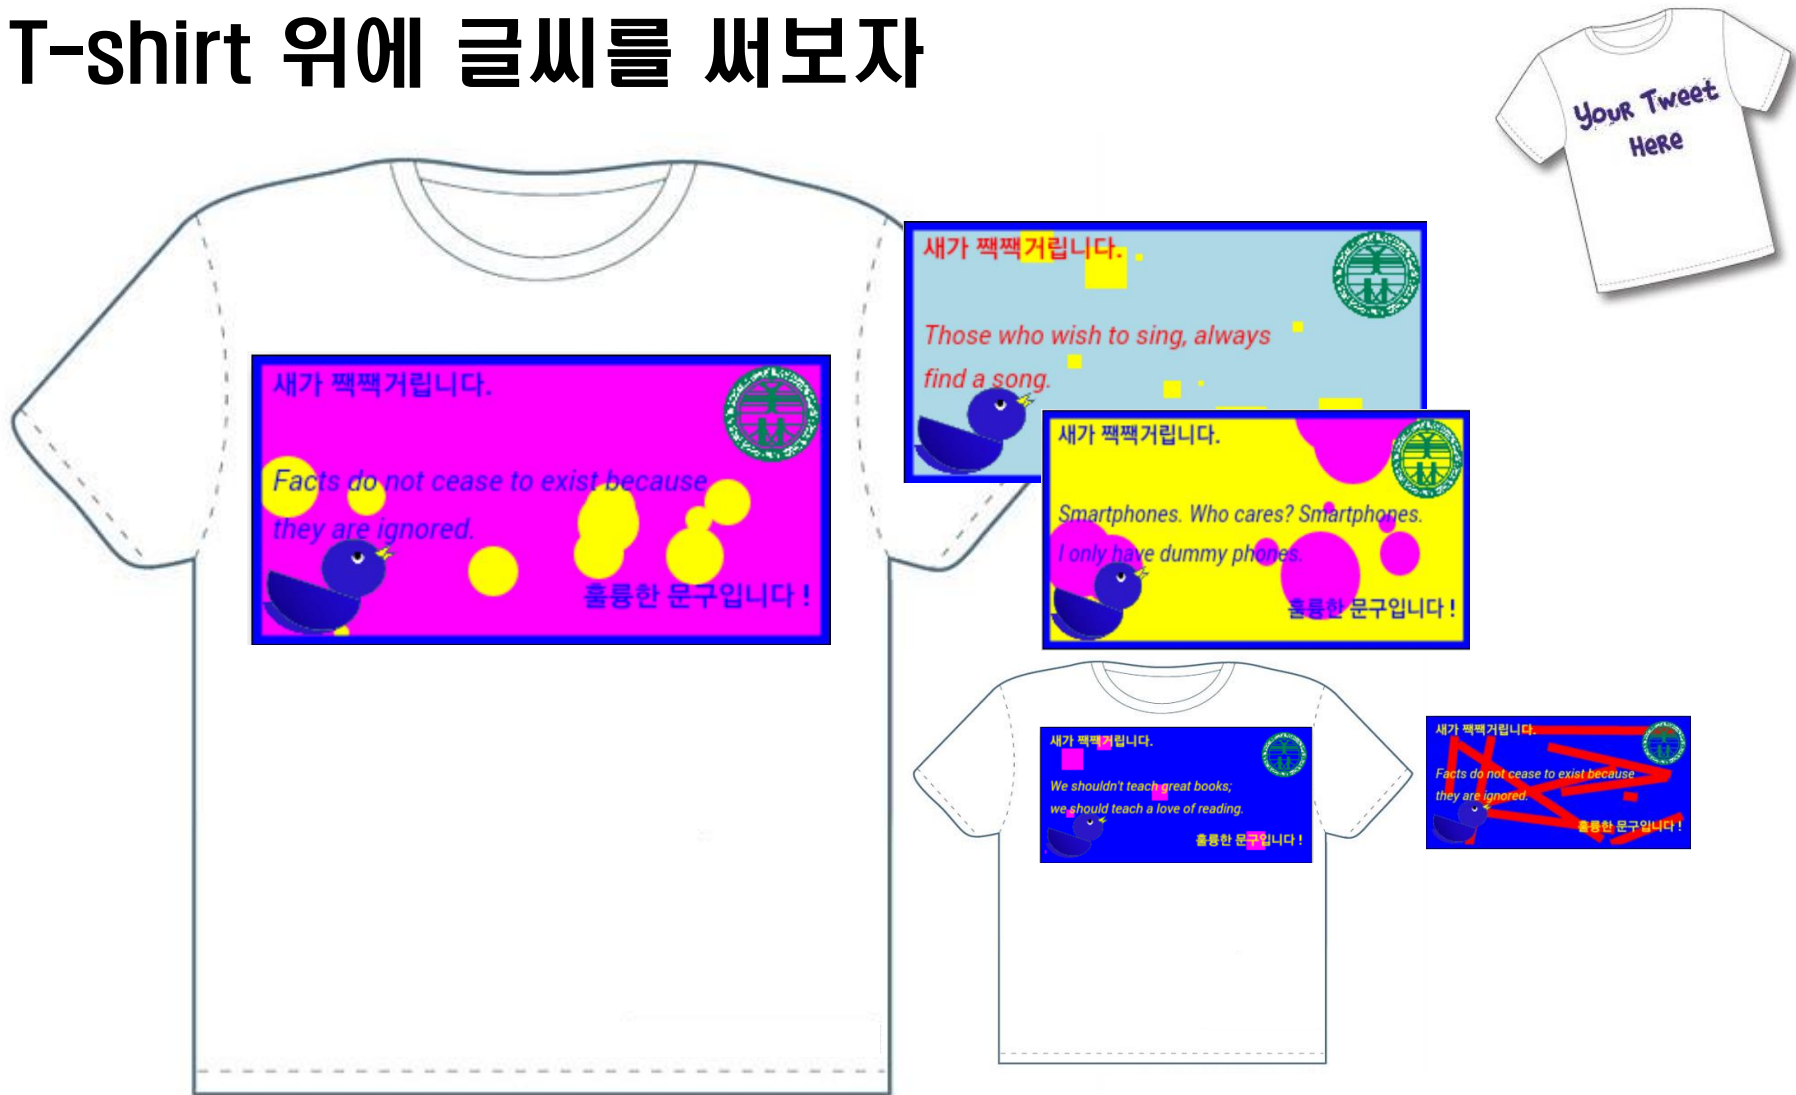 T-shirt 위에 글씨를 써보자
Your Tweet
Here
새가 짹짹거립니다.
Facts do not cease to exist because
they are ignored.
훌륭한 문구입니다 !
새가 짹짹거립니다.
Those who wish to sing, always
find a song.
새가 짹짹거립니다.
Smartphones. Who cares? Smartphones.
I only have dummy phones.
훌륭한 문구입니다 !
새가 짹짹거립니다.
We shouldn't teach great books;
we should teach a love of reading.
훌륭한 문구입니다 !
새가 짹짹거립니다.
Facts do not cease to exist because
they are ignored.
훌륭한 문구입니다 !